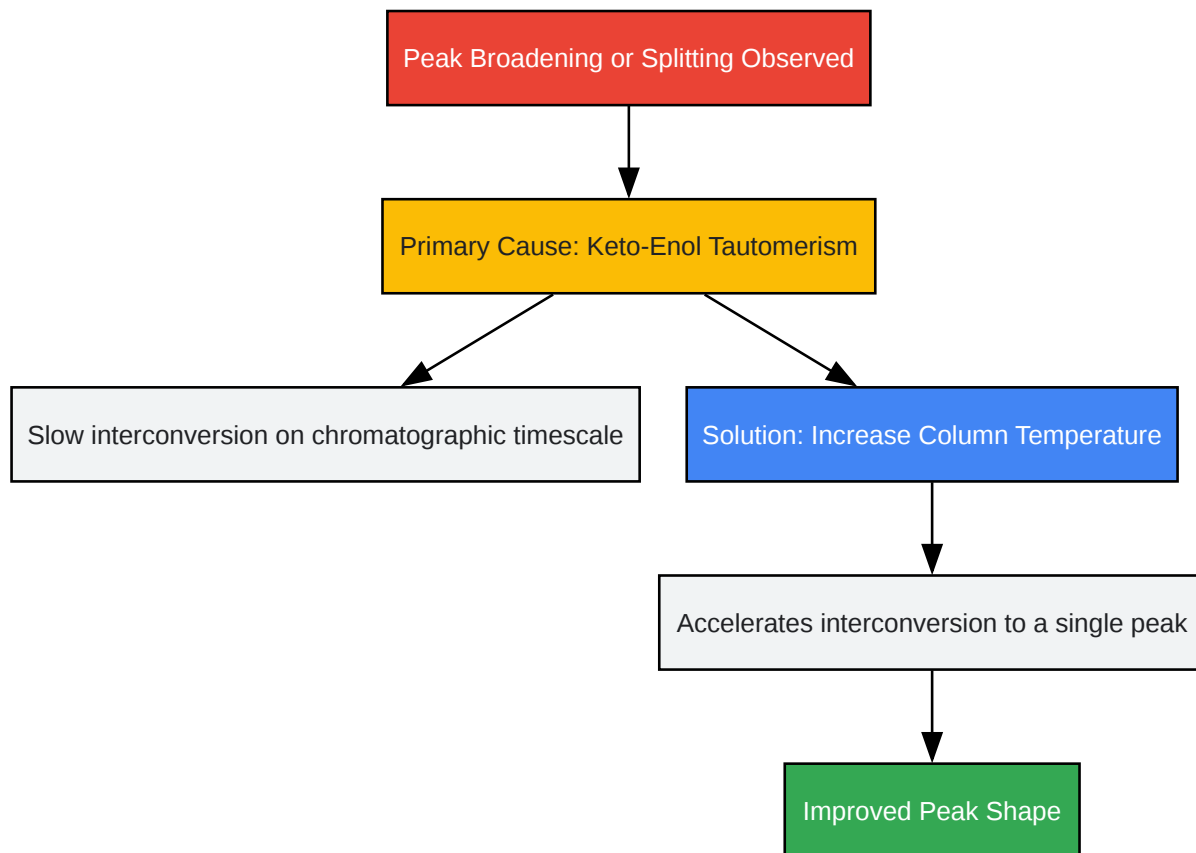 Peak Broadening or Splitting Observed
Primary Cause: Keto-Enol Tautomerism
Slow interconversion on chromatographic timescale
Solution: Increase Column Temperature
Accelerates interconversion to a single peak
Improved Peak Shape